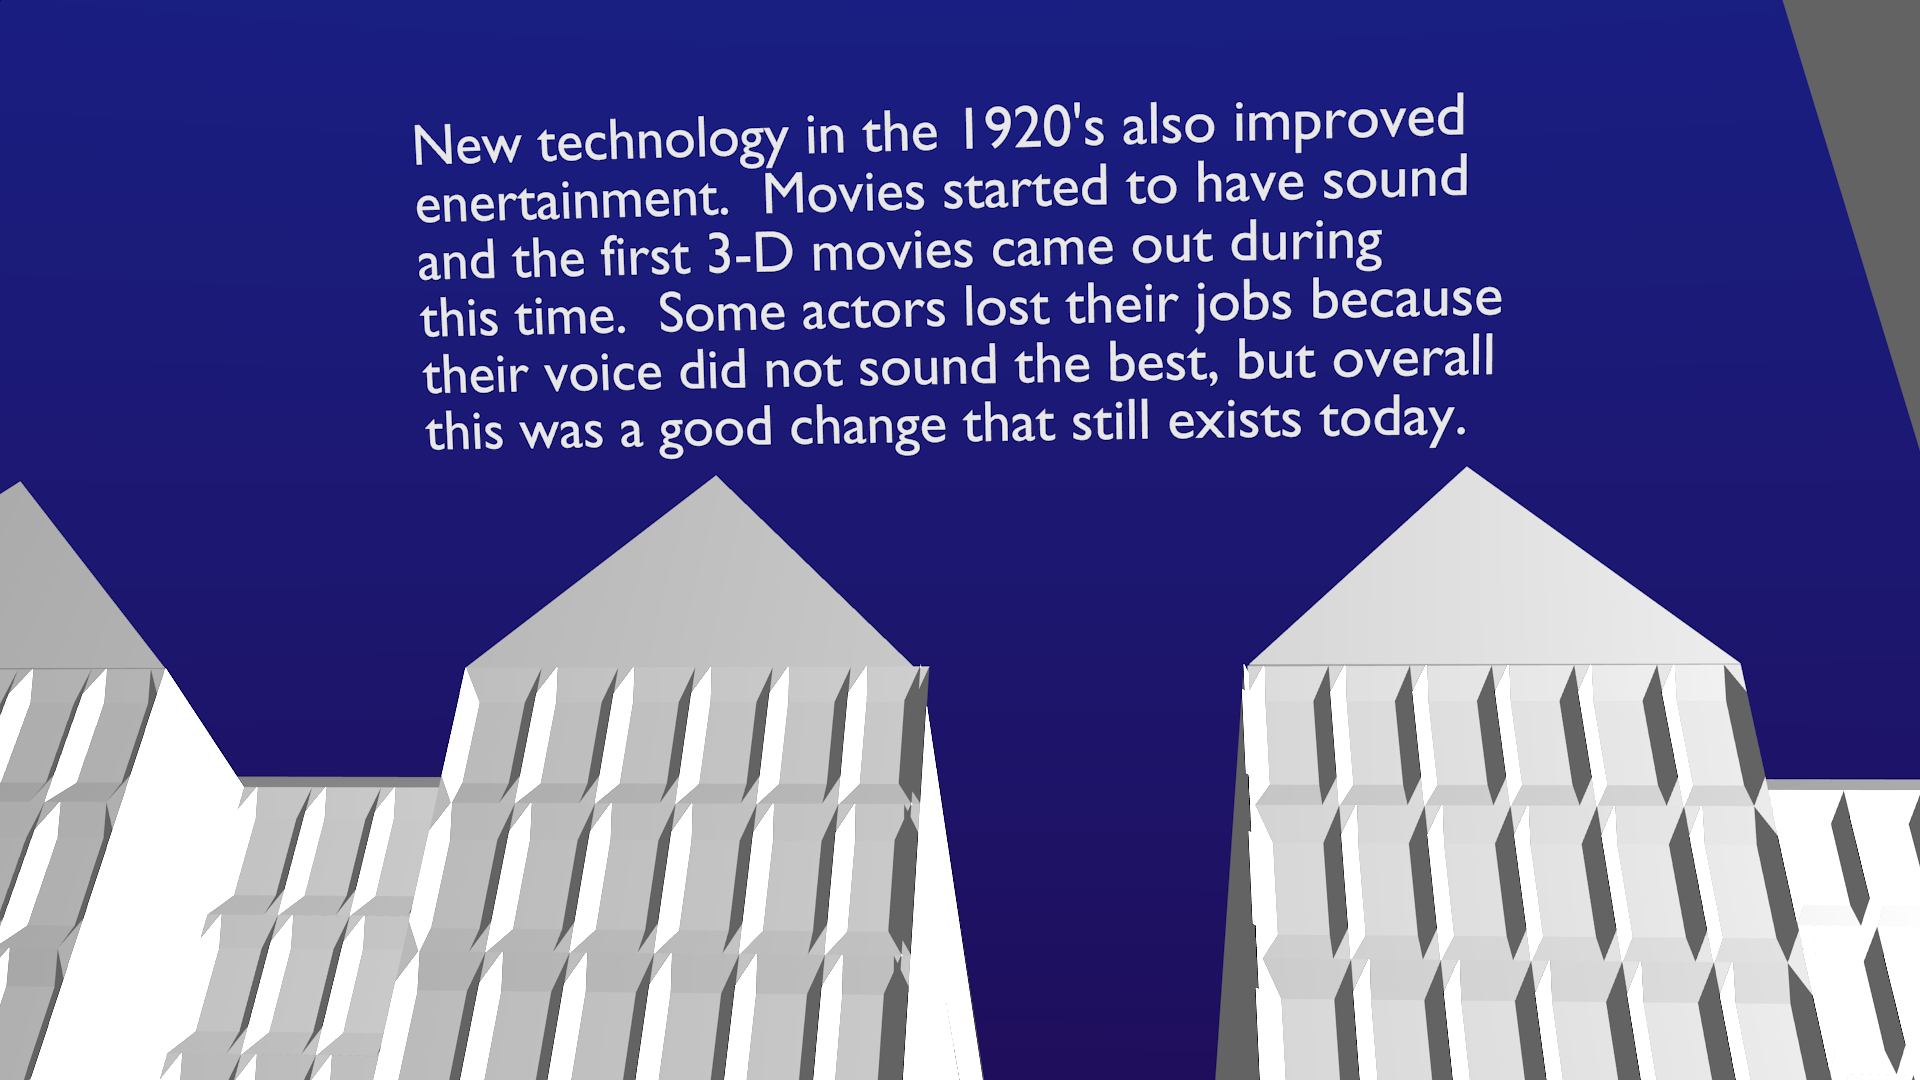 New technology in the 1920's also improved
enertainment.  Movies started to have sound
and the first 3-D movies came out during
this time.  Some actors lost their jobs because
their voice did not sound the best, but overall
this was a good change that still exists today.